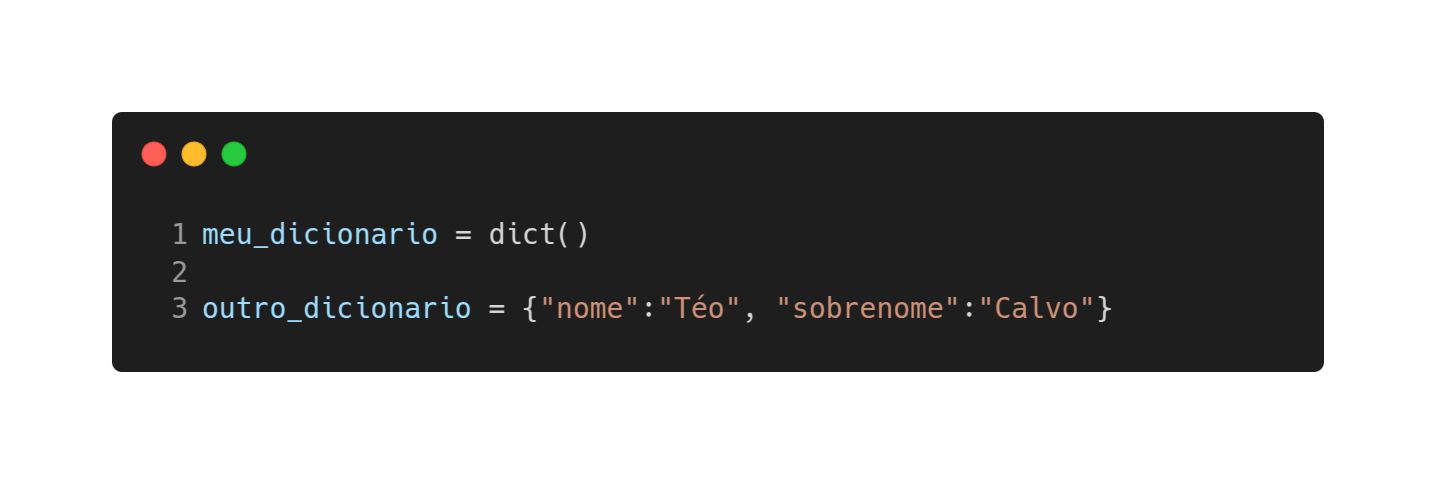 1 meu_dicionario = dict()
2
3 outro_dicionario = {"nome":"Téo", "sobrenome":"Calvo"}